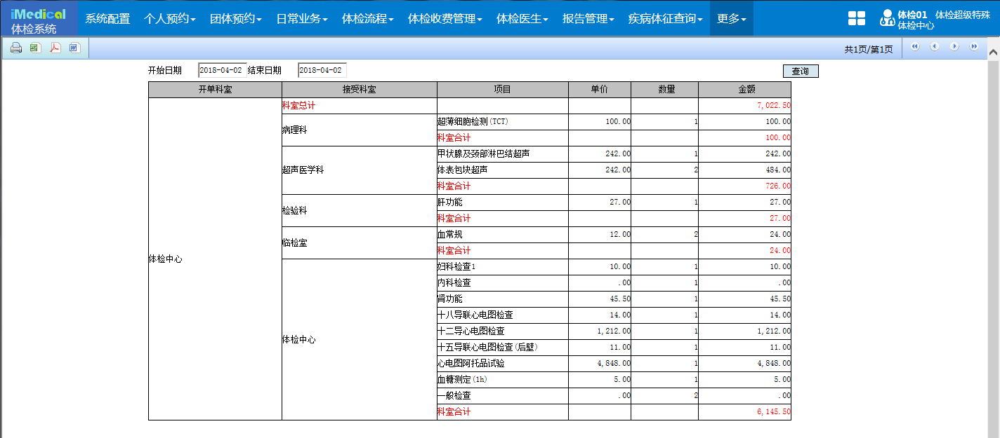 iMedical
体检系统
系统配置 个人预约 团体预约 日常业务 体检流程 体检收费管理 体检医生 报告管理 疾病体征查询 更多
体检01 体检超级特殊
体检中心
共1页/第1页
开始日期 2018-04-02 结束日期 2018-04-02 查询
开单科室 接受科室 项目 单价 数量 金额
体检中心
科室总计 7,022.50
病理科
超薄细胞检测(TCT) 100.00 1 100.00
科室合计 100.00
超声医学科
甲状腺及颈部淋巴结超声 242.00 1 242.00
体表包块超声 242.00 2 484.00
科室合计 726.00
检验科
肝功能 27.00 1 27.00
科室合计 27.00
临检室
血常规 12.00 2 24.00
科室合计 24.00
体检中心
妇科检查1 10.00 1 10.00
内科检查 .00 1 .00
肾功能 45.50 1 45.50
十八导联心电图检查 14.00 1 14.00
十二导心电图检查 1,212.00 1 1,212.00
十五导联心电图检查(后壁) 11.00 1 11.00
心电图阿托品试验 4,848.00 1 4,848.00
血糖测定(1h) 5.00 1 5.00
一般检查 .00 2 .00
科室合计 6,145.50